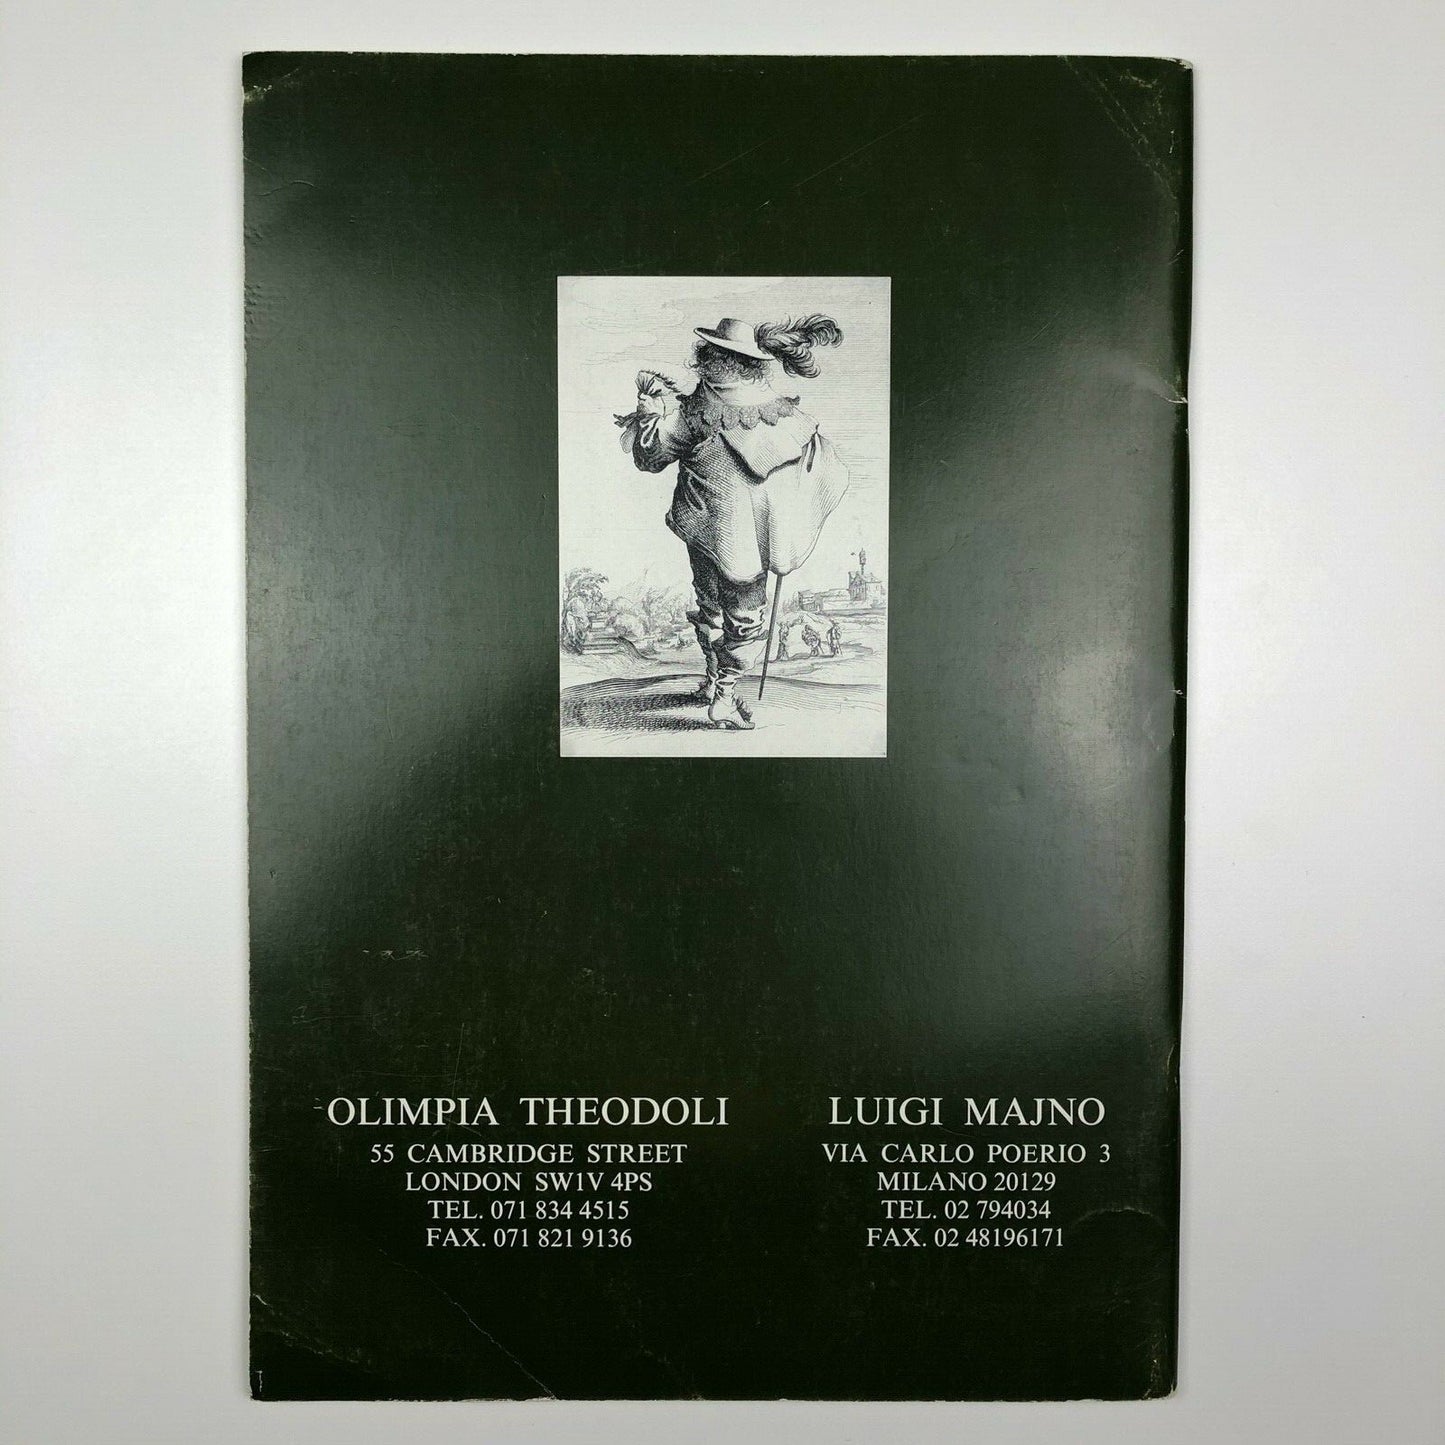 OLIMPIA THEODOLI
55 CAMBRIDGE STREET
LONDON SW1V 4PS
TEL. 071 834 4515
FAX. 071 821 9136
LUIGI MAJNO
VIA CARLO POERIO 3
MILANO 20129
TEL. 02 794034
FAX. 02 48196171